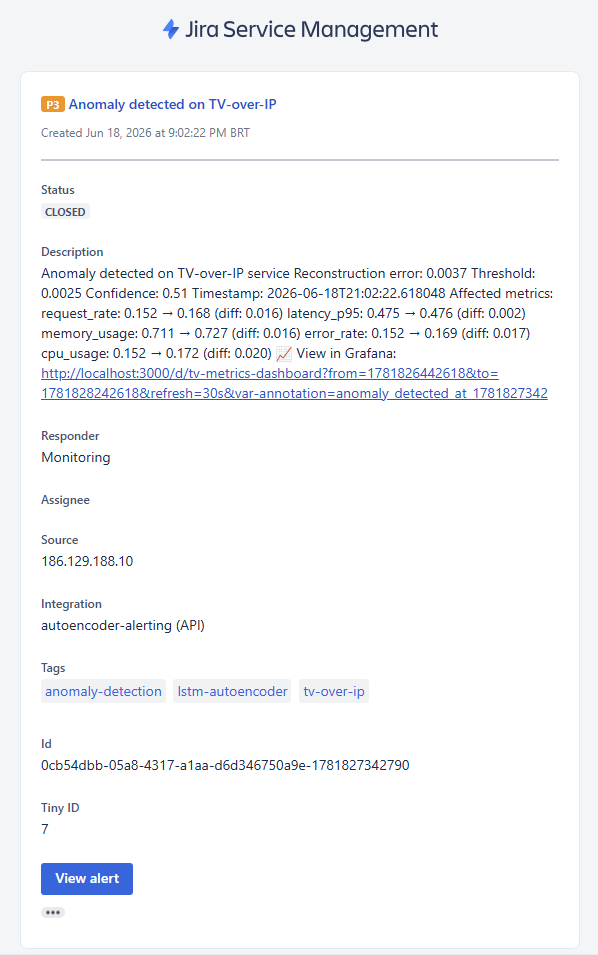 Jira Service Management
P3 Anomaly detected on TV-over-IP
Created Jun 18, 2026 at 9:02:22 PM BRT
Status
CLOSED
Description
Anomaly detected on TV-over-IP service Reconstruction error: 0.0037 Threshold:
0.0025 Confidence: 0.51 Timestamp: 2026-06-18T21:02:22.618048 Affected metrics:
request_rate: 0.152 → 0.168 (diff: 0.016) latency_p95: 0.475 → 0.476 (diff: 0.002)
memory_usage: 0.711 → 0.727 (diff: 0.016) error_rate: 0.152 → 0.169 (diff: 0.017)
cpu_usage: 0.152 → 0.172 (diff: 0.020) 📈 View in Grafana:
http://localhost:3000/d/tv-metrics-dashboard?from=1781826442618&to=
1781828242618&refresh=30s&var-annotation=anomaly_detected_at_1781827342
Responder
Monitoring
Assignee
Source
186.129.188.10
Integration
autoencoder-alerting (API)
Tags
anomaly-detection lstm-autoencoder tv-over-ip
Id
0cb54dbb-05a8-4317-a1aa-d6d346750a9e-1781827342790
Tiny ID
7
View alert
•••